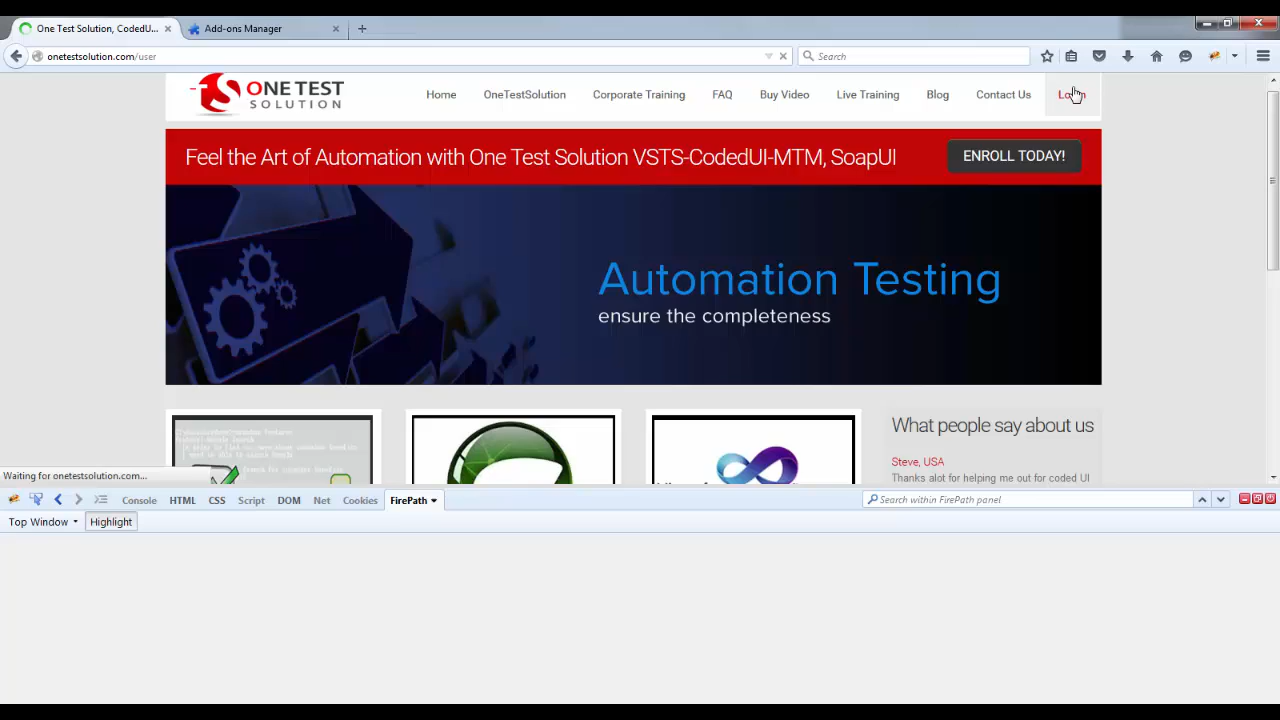 One Test Solution, CodedU...
Add-ons Manager
onetestsolution.com/user
Search
ONE TEST SOLUTION
Home
OneTestSolution
Corporate Training
FAQ
Buy Video
Live Training
Blog
Contact Us
Login
Feel the Art of Automation with One Test Solution VSTS-CodedUI-MTM, SoapUI
ENROLL TODAY!
Automation Testing
ensure the completeness
What people say about us
Steve, USA
Thanks alot for helping me out for coded UI
Waiting for onetestsolution.com...
Console
HTML
CSS
Script
DOM
Net
Cookies
FirePath
Search within FirePath panel
Top Window
Highlight